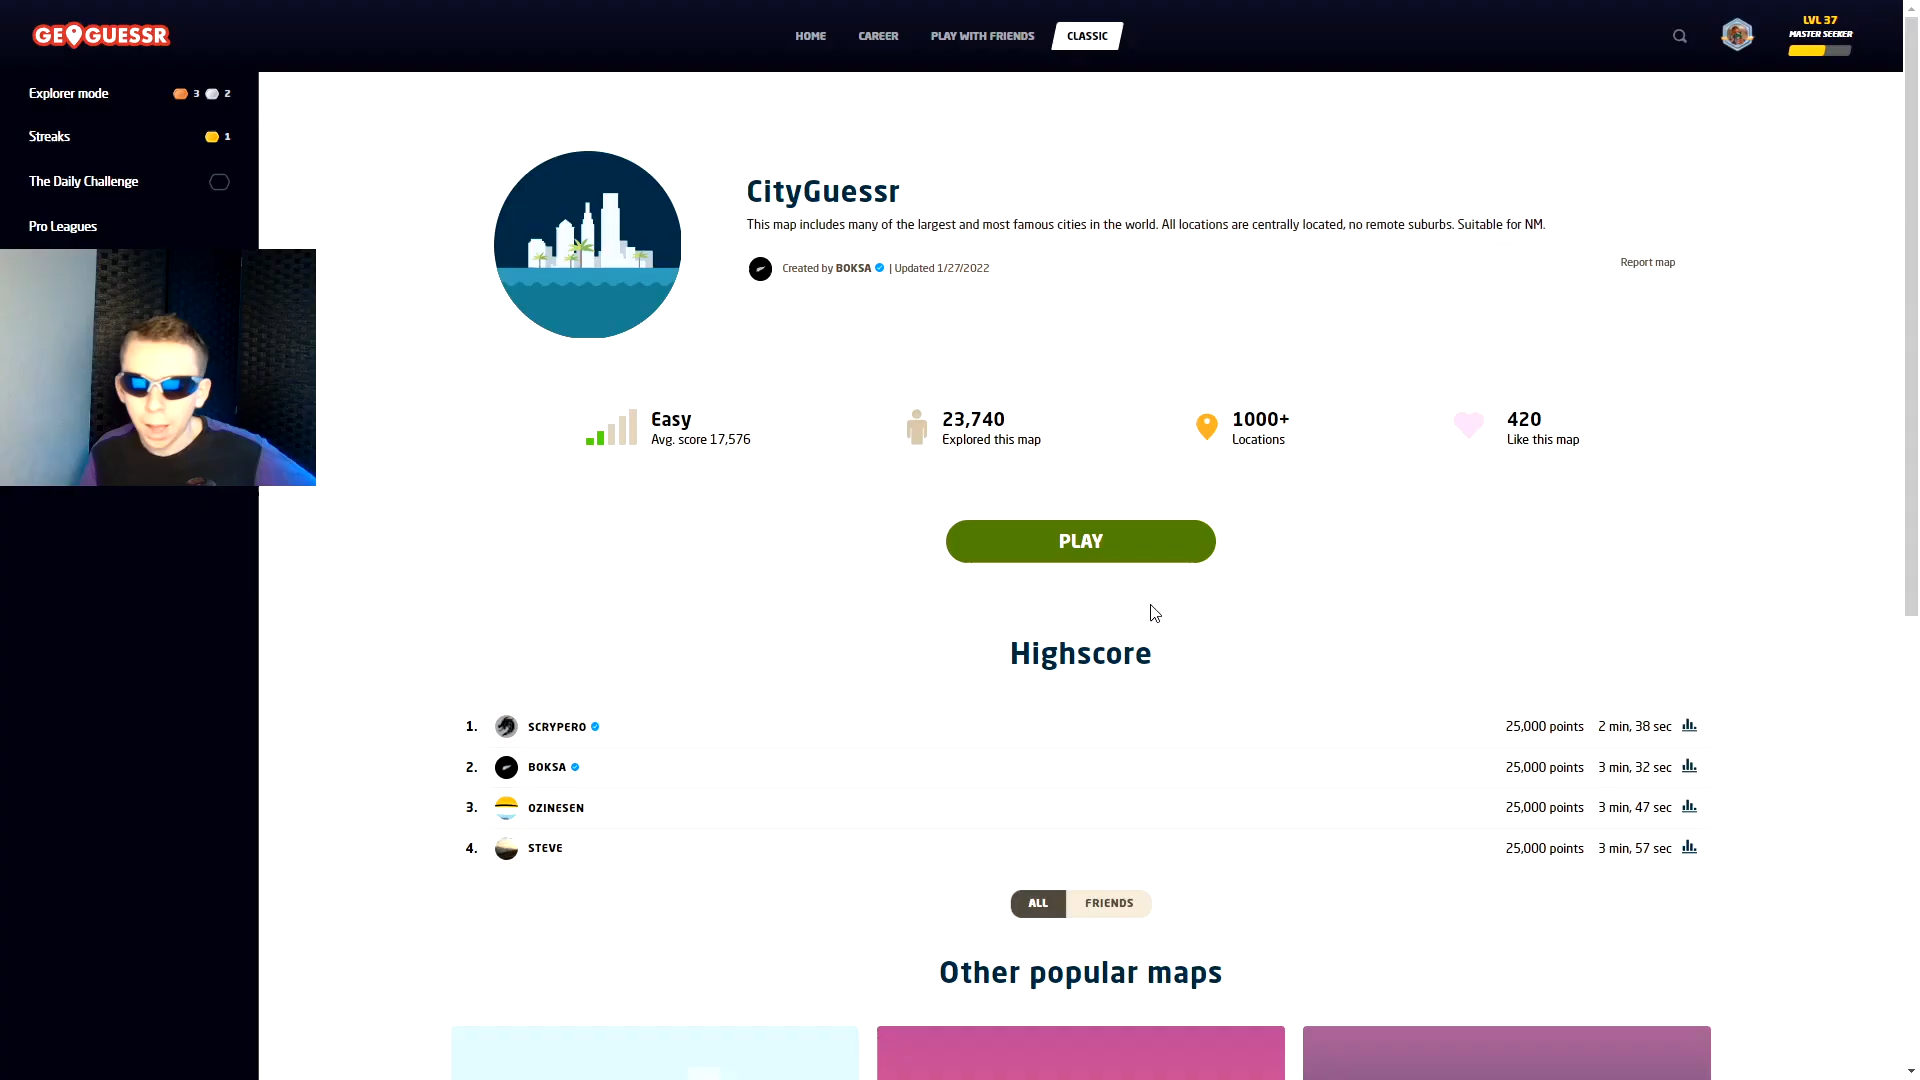 GEOGUESSR
HOME CAREER PLAY WITH FRIENDS CLASSIC
LVL 37
MASTER SEEKER
Explorer mode 3 2
Streaks 1
The Daily Challenge
Pro Leagues
CityGuessr
This map includes many of the largest and most famous cities in the world. All locations are centrally located, no remote suburbs. Suitable for NM.
Created by BOKSA | Updated 1/27/2022
Report map
Easy
Avg. score 17,576
23,740
Explored this map
1000+
Locations
420
Like this map
PLAY
Highscore
1. SCRYPERO 25,000 points 2 min, 38 sec
2. BOKSA 25,000 points 3 min, 32 sec
3. OZINESEN 25,000 points 3 min, 47 sec
4. STEVE 25,000 points 3 min, 57 sec
ALL FRIENDS
Other popular maps